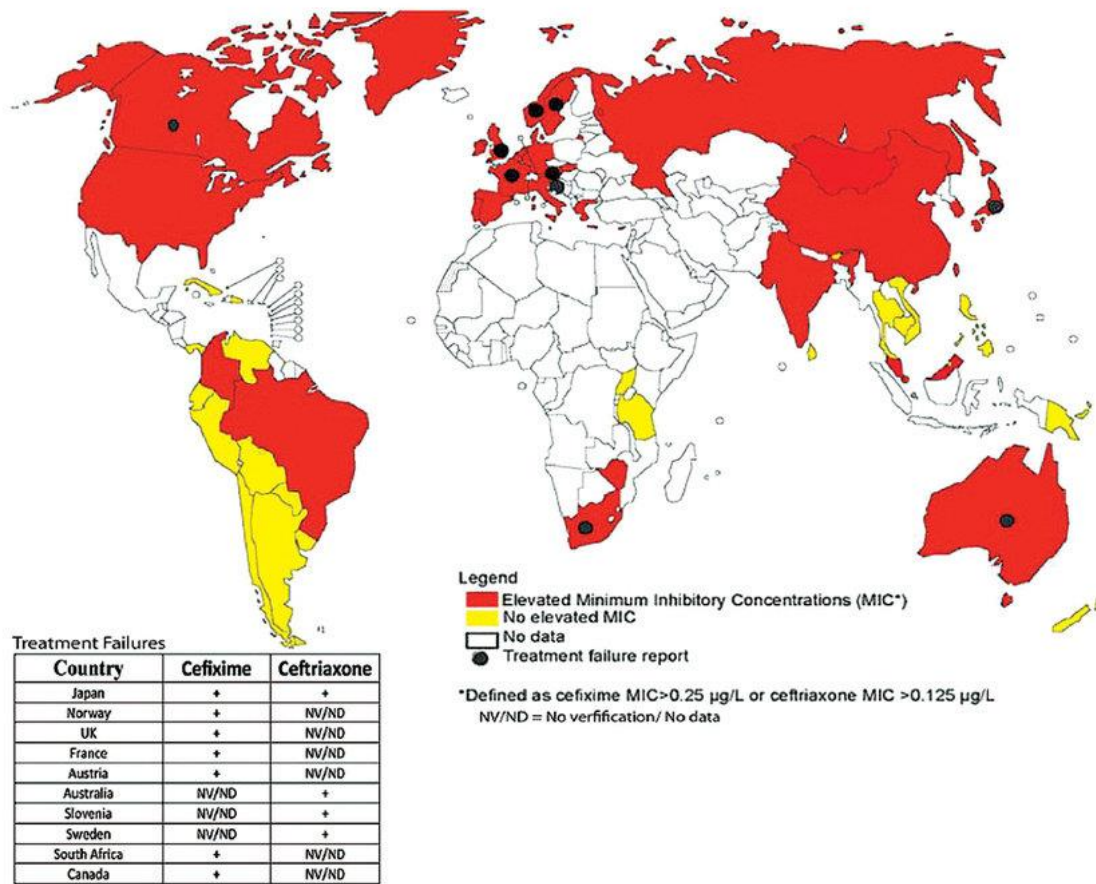 Legend
Elevated Minimum Inhibitory Concentrations (MIC*)
No elevated MIC
No data
Treatment failure report
*Defined as cefixime MIC>0.25 µg/L or ceftriaxone MIC >0.125 µg/L
NV/ND = No verfification/ No data
Treatment Failures
Country Cefixime Ceftriaxone
Japan + +
Norway + NV/ND
UK + NV/ND
France + NV/ND
Austria + NV/ND
Australia NV/ND +
Slovenia NV/ND +
Sweden NV/ND +
South Africa + NV/ND
Canada + NV/ND